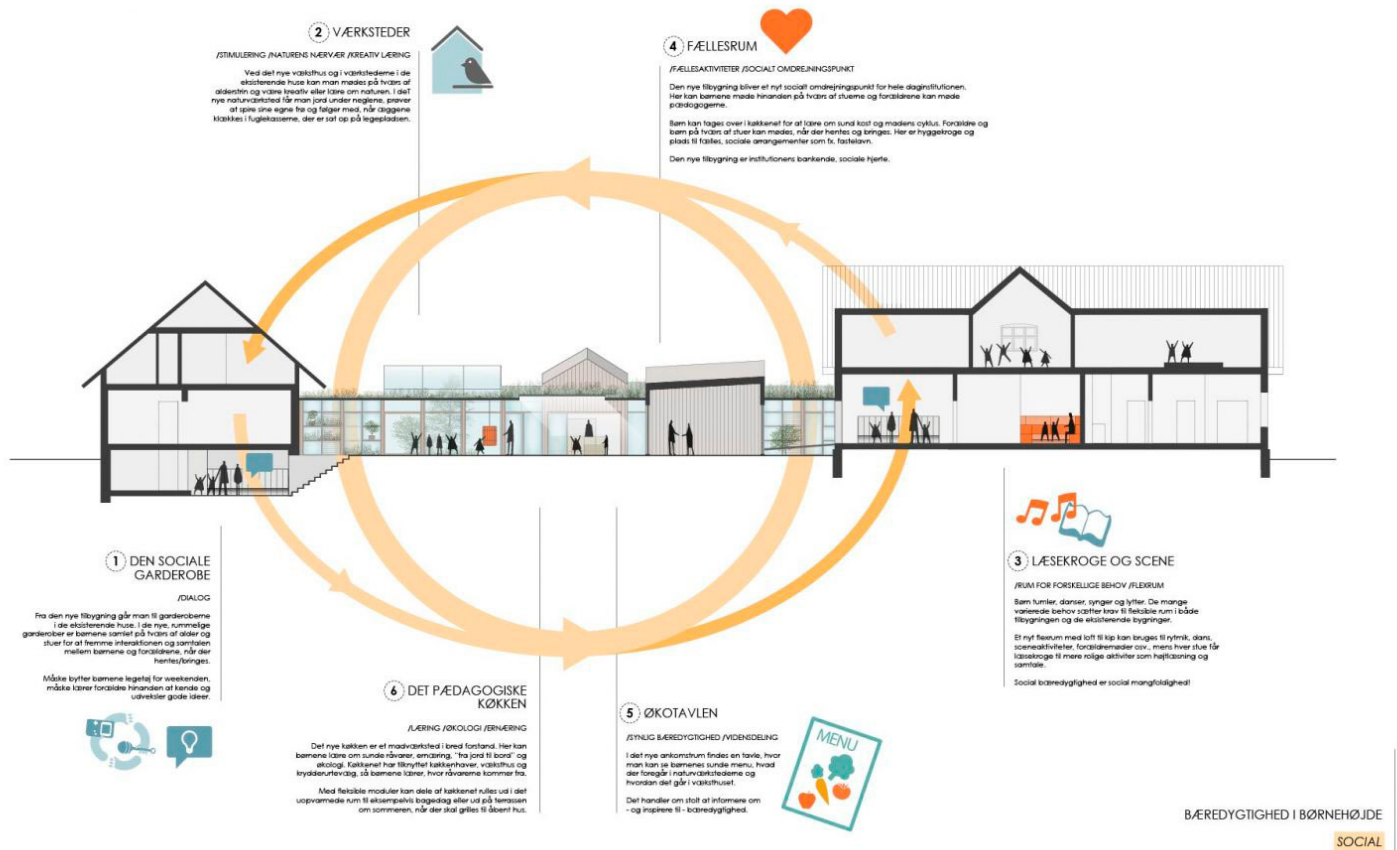 2 VÆRKSTEDER
/STIMULERING /NATURENS NÆRVÆR /KREATIV LÆRING
Ved det nye væksthus og i værkstederne i de
eksisterende huse kan man mødes på tværs af
alderstrin og være kreativ eller lære om naturen. I deT
nye naturværksted får man jord under neglene, prøver
at spire sine egne frø og følger med, når æggene
klækkes i fuglekasserne, der er sat op på legepladsen.
4 FÆLLESRUM
/FÆLLESAKTIVITETER /SOCIALT OMDREJNINGSPUNKT
Den nye tilbygning bliver et nyt socialt omdrejningspunkt for hele daginstitutionen.
Her kan børnene møde hinanden på tværs af stuerne og forældrene kan møde
pædagogerne.
Børn kan tages over i køkkenet for at lære om sund kost og madens cyklus. Forældre og
børn på tværs af stuer kan mødes, når der hentes og bringes. Her er hyggekroge og
plads til fælles, sociale arrangementer som fx. fastelavn.
Den nye tilbygning er institutionens bankende, sociale hjerte.
1 DEN SOCIALE
GARDEROBE
/DIALOG
Fra den nye tilbygning går man til garderoberne
i de eksisterende huse. I de nye, rummelige
garderober er børnene samlet på tværs af alder og
stuer for at fremme interaktionen og samtalen
mellem børnene og forældrene, når der
hentes/bringes.
Måske bytter børnene legetøj for weekenden,
måske lærer forældre hinanden at kende og
udveksler gode ideer.
3 LÆSEKROGE OG SCENE
/RUM FOR FORSKELLIGE BEHOV /FLEXRUM
Børn tumler, danser, synger og lytter. De mange
varierede behov sætter krav til fleksible rum i både
tilbygningen og de eksisterende bygninger.
Et nyt flexrum med loft til kip kan bruges til rytmik, dans,
sceneaktiviteter, forældremøder osv., mens hver stue får
læsekroge til mere rolige aktiviter som højtlæsning og
samtale.
Social bæredygtighed er social mangfoldighed!
6 DET PÆDAGOGISKE
KØKKEN
/LÆRING /ØKOLOGI /ERNÆRING
Det nye køkken er et madværksted i bred forstand. Her kan
børnene lære om sunde råvarer, ernæring, "fra jord til bord" og
økologi. Køkkenet har tilknyttet køkkenhaver, væksthus og
krydderurtevæg, så børnene lærer, hvor råvarerne kommer fra.
Med fleksible moduler kan dele af køkkenet rulles ud i det
uopvarmede rum til eksempelvis bagedag eller ud på terrassen
om sommeren, når der skal grilles til åbent hus.
5 ØKOTAVLEN
/SYNLIG BÆREDYGTIGHED /VIDENSDELING
I det nye ankomstrum findes en tavle, hvor
man kan se børnenes sunde menu, hvad
der foregår i naturværkstederne og
hvordan det går i væksthuset.
Det handler om stolt at informere om
- og inspirere til - bæredygtighed.
MENU
BÆREDYGTIGHED I BØRNEHØJDE
SOCIAL